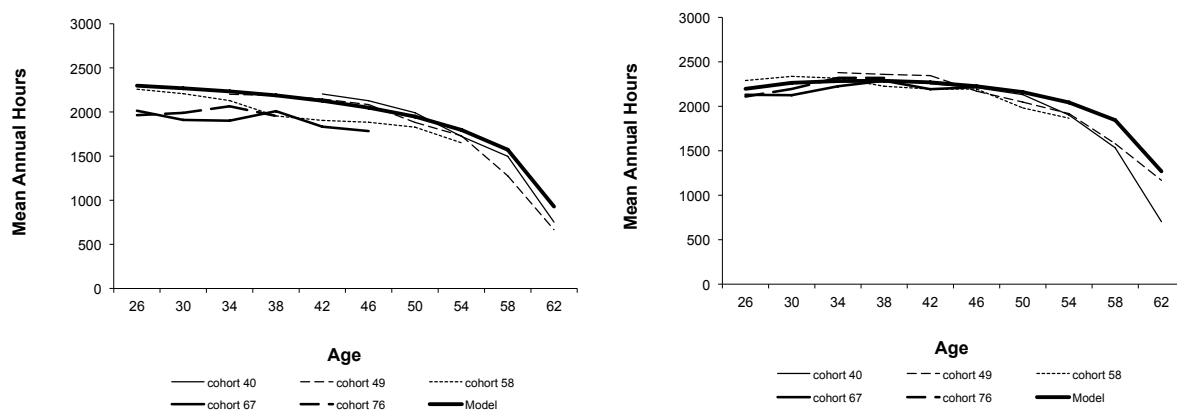 3000
2500
2000
1500
1000
500
0
Mean Annual Hours
26 30 34 38 42 46 50 54 58 62
Age
cohort 40 cohort 49 cohort 58
cohort 67 cohort 76 Model
3000
2500
2000
1500
1000
500
0
Mean Annual Hours
26 30 34 38 42 46 50 54 58 62
Age
cohort 40 cohort 49 cohort 58
cohort 67 cohort 76 Model